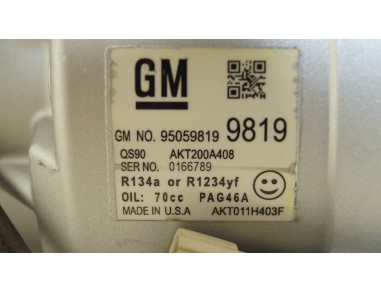 GM
GM NO. 95059819 9819
QS90 AKT200A408
SER NO. 0166789
R134a or R1234yf
OIL: 70cc PAG46A
MADE IN U.S.A AKT011H403F